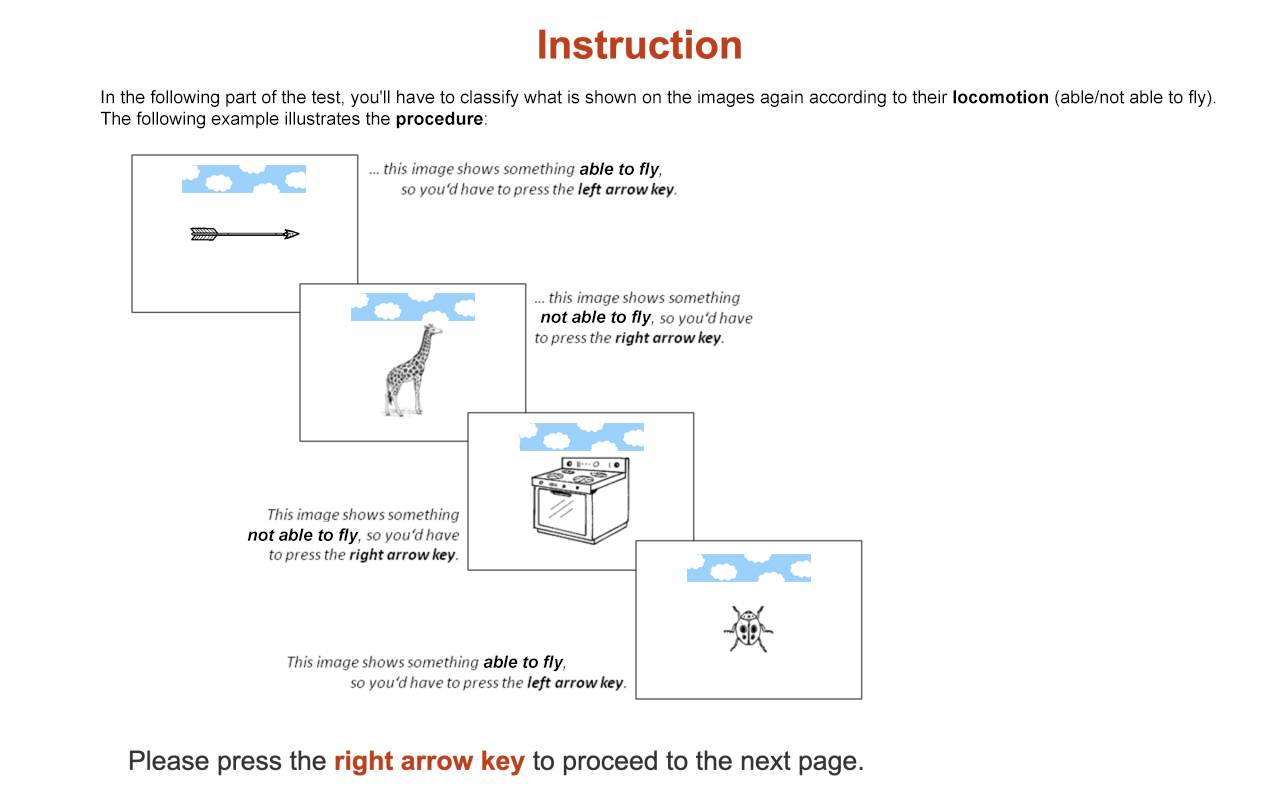 Instruction
In the following part of the test, you'll have to classify what is shown on the images again according to their locomotion (able/not able to fly).
The following example illustrates the procedure:
... this image shows something able to fly,
so you'd have to press the left arrow key.
... this image shows something
not able to fly, so you'd have
to press the right arrow key.
This image shows something
not able to fly, so you'd have
to press the right arrow key.
This image shows something able to fly,
so you'd have to press the left arrow key.
Please press the right arrow key to proceed to the next page.